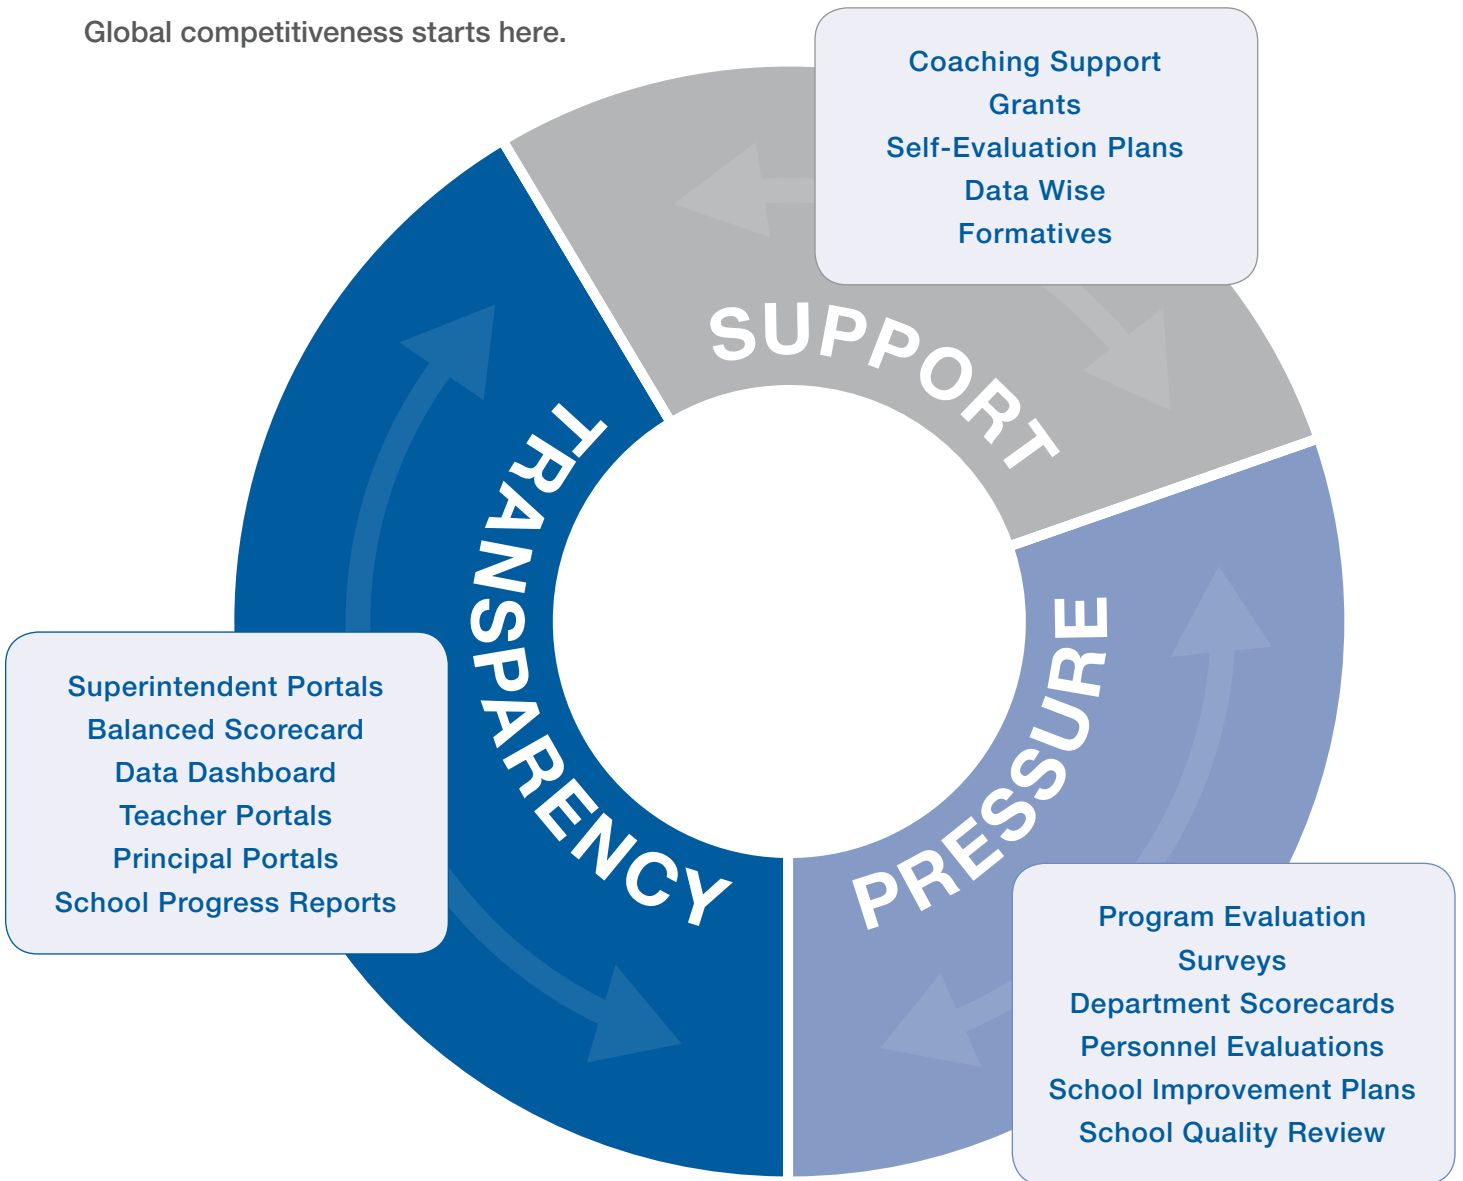 Global competitiveness starts here.
Coaching Support
Grants
Self-Evaluation Plans
Data Wise
Formatives
SUPPORT
TRANSPARENCY
Superintendent Portals
Balanced Scorecard
Data Dashboard
Teacher Portals
Principal Portals
School Progress Reports
PRESSURE
Program Evaluation
Surveys
Department Scorecards
Personnel Evaluations
School Improvement Plans
School Quality Review